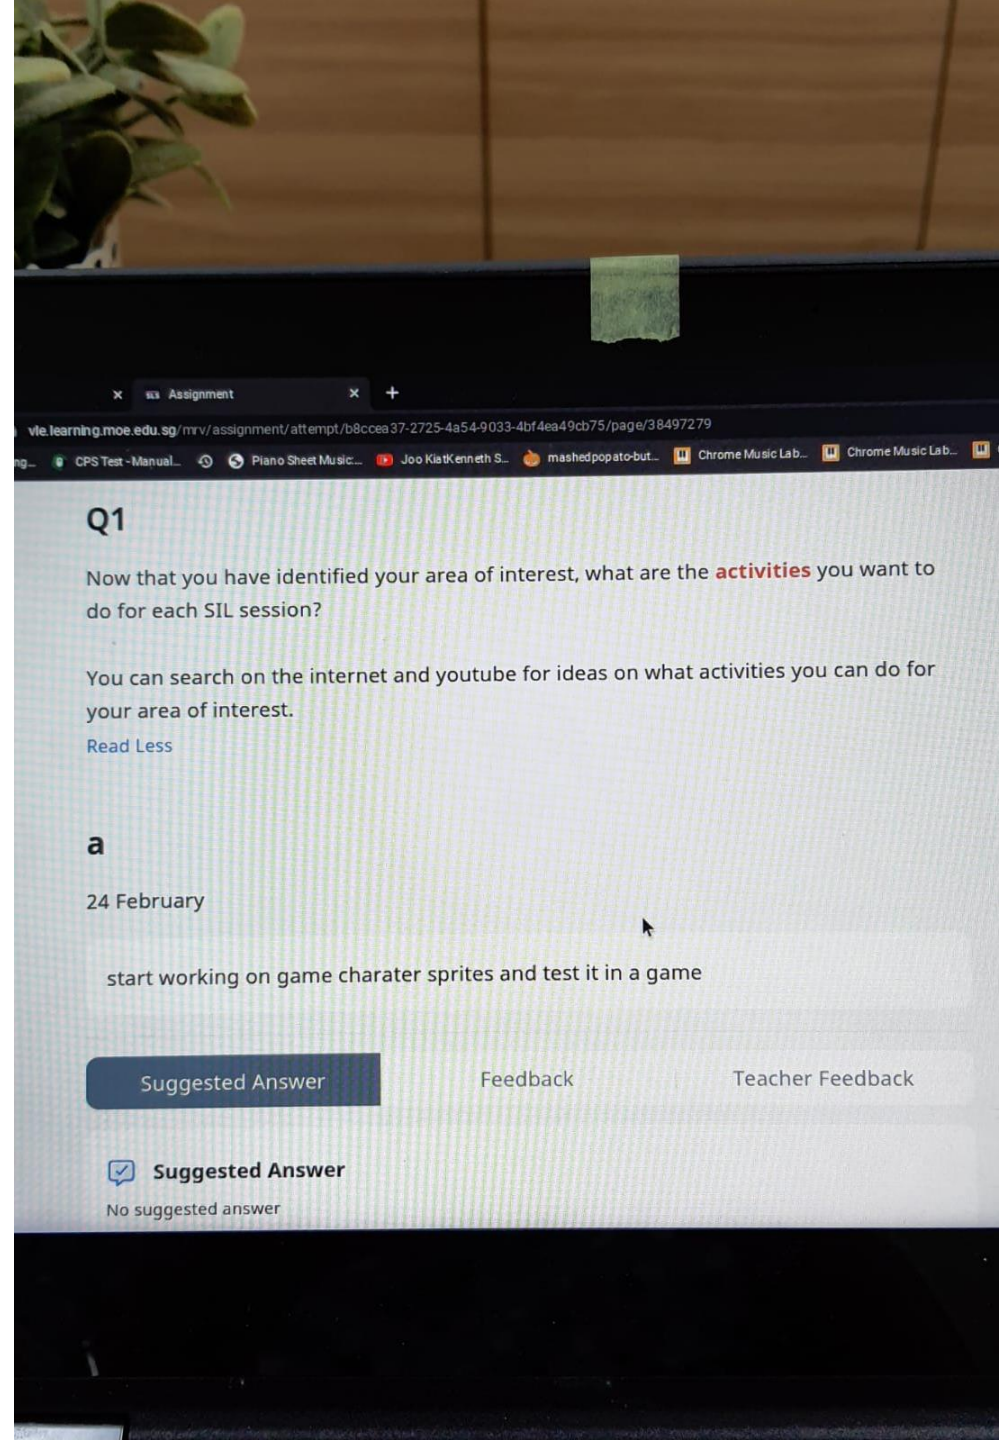 Assignment
vle.learning.moe.edu.sg/mrv/assignment/attempt/b8ccea37-2725-4a54-9033-4bf4ea49cb75/page/38497279
ng... CPS Test - Manual... Piano Sheet Music:... Joo Kiat Kenneth S... mashedpopato-but... Chrome Music Lab... Chrome Music Lab...
Q1
Now that you have identified your area of interest, what are the activities you want to
do for each SIL session?
You can search on the internet and youtube for ideas on what activities you can do for
your area of interest.
Read Less
a
24 February
start working on game charater sprites and test it in a game
Suggested Answer Feedback Teacher Feedback
Suggested Answer
No suggested answer